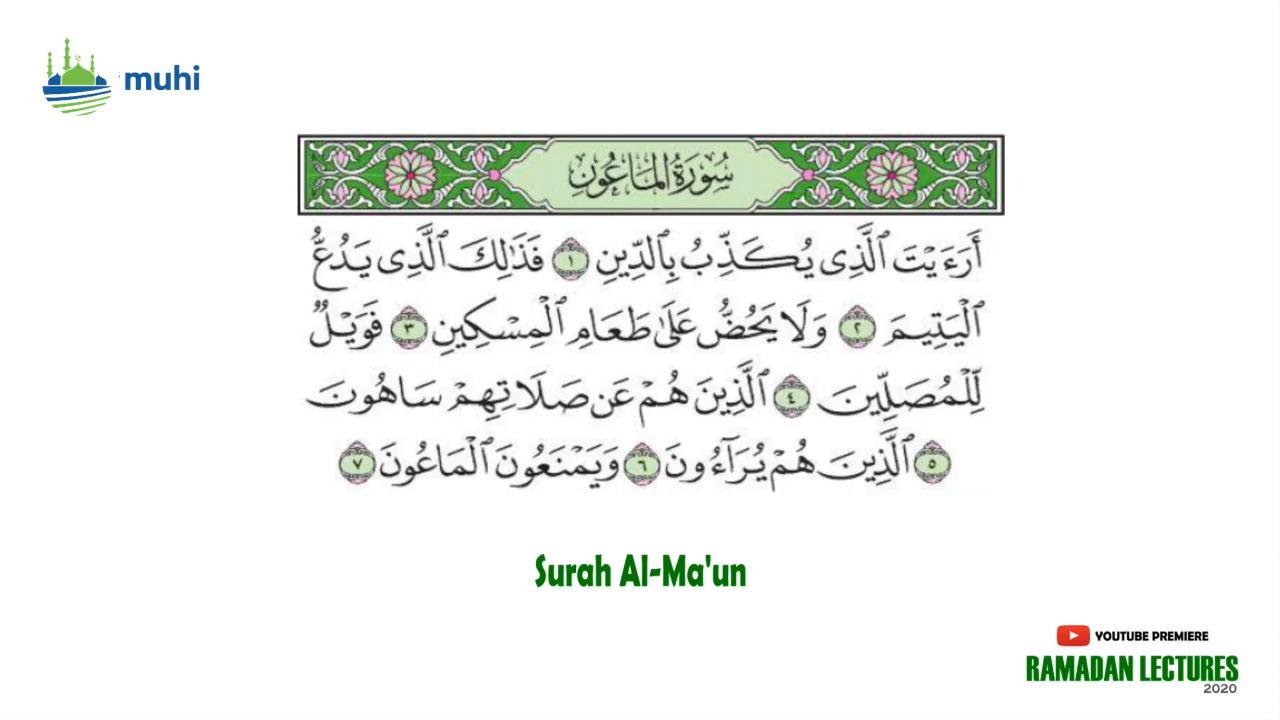 muhi
سُورَةُ المَاعُونِ
أَرَءَيْتَ ٱلَّذِى يُكَذِّبُ بِٱلدِّينِ ١ فَذَٰلِكَ ٱلَّذِى يَدُعُّ
ٱلْيَتِيمَ ٢ وَلَا يَحُضُّ عَلَىٰ طَعَامِ ٱلْمِسْكِينِ ٣ فَوَيْلٌ
لِّلْمُصَلِّينَ ٤ ٱلَّذِينَ هُمْ عَن صَلَاتِهِمْ سَاهُونَ
٥ ٱلَّذِينَ هُمْ يُرَآءُونَ ٦ وَيَمْنَعُونَ ٱلْمَاعُونَ ٧
Surah Al-Ma'un
YOUTUBE PREMIERE
RAMADAN LECTURES
2020